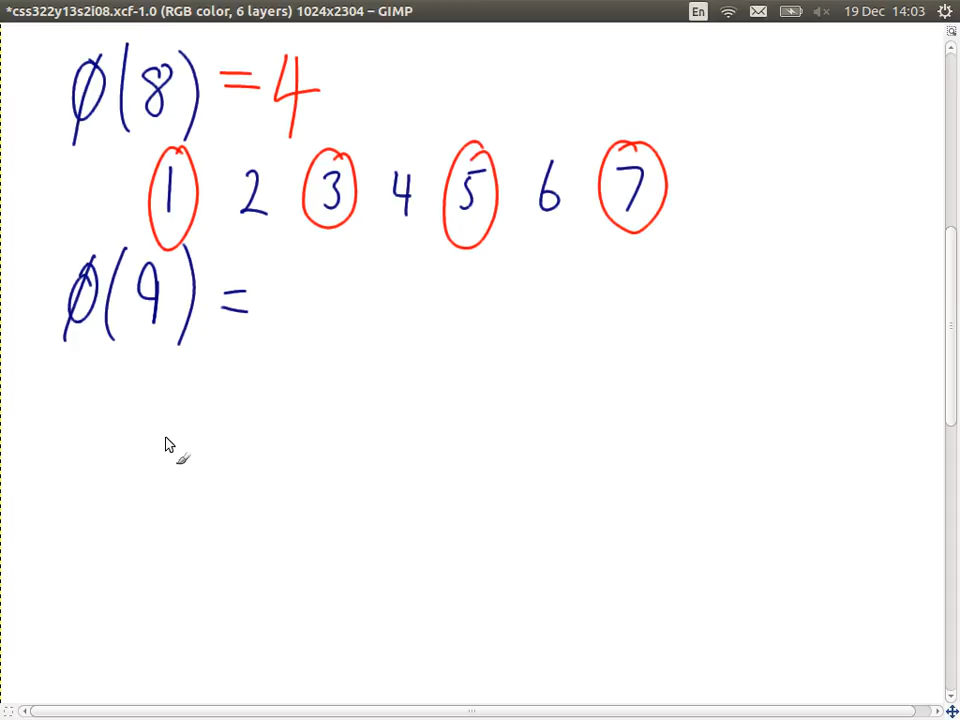 *css322y13s2i08.xcf-1.0 (RGB color, 6 layers) 1024x2304 – GIMP En 19 Dec 14:03
ϕ(8) = 4
1 2 3 4 5 6 7
ϕ(9) =